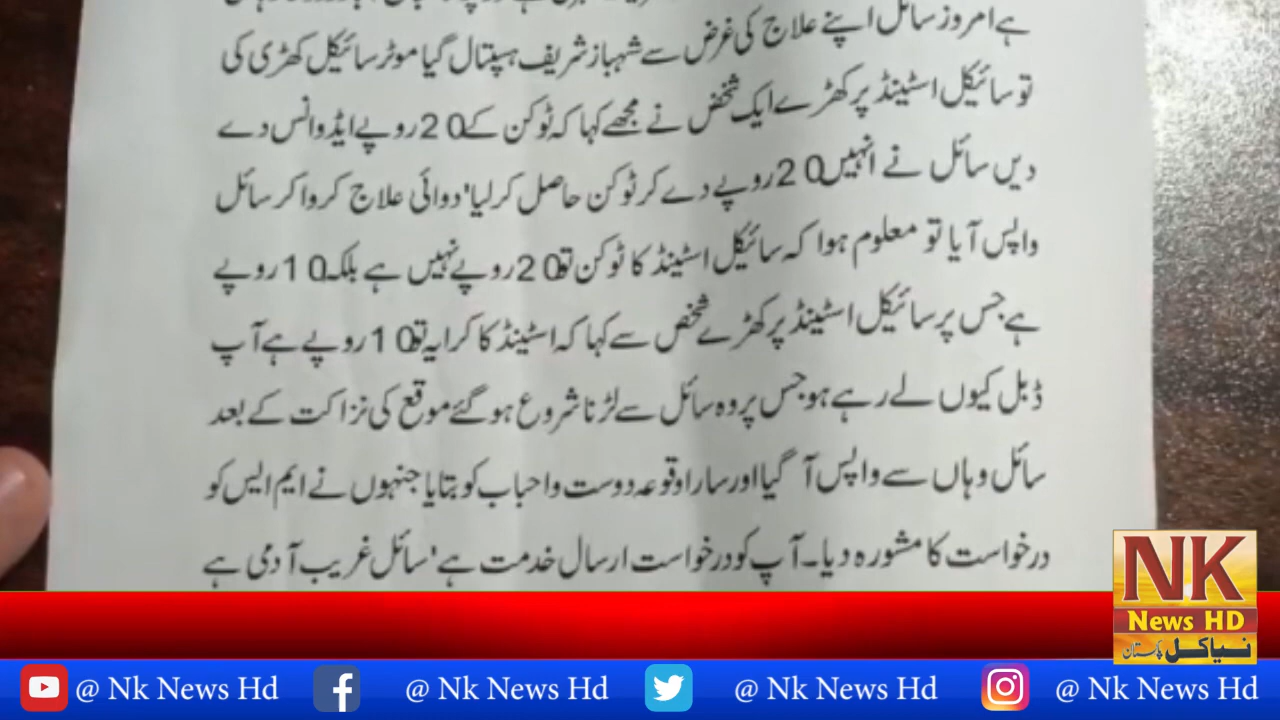 ہے امروز سائل اپنے علاج کی غرض سے شہباز شریف ہسپتال گیا موٹر سائیکل کھڑی کی
تو سائیکل اسٹینڈ پر کھڑے ایک شخض نے مجھے کہا کہ ٹوکن کے 20 روپے ایڈوانس دے
دیں سائل نے انہیں 20 روپے دے کر ٹوکن حاصل کر لیا' دوائی علاج کروا کر سائل
واپس آیا تو معلوم ہوا کہ سائیکل اسٹینڈ کا ٹوکن تو 20 روپے نہیں ہے بلکہ 10 روپے
ہے جس پر سائیکل اسٹینڈ پر کھڑے شخص سے کہا کہ اسٹینڈ کا کرایہ تو 10 روپے ہے آپ
ڈبل کیوں لے رہے ہو جس پر وہ سائل سے لڑنا شروع ہو گئے موقع کی نزاکت کے بعد
سائل وہاں سے واپس آ گیا اور سارا وقوعہ دوست و احباب کو بتایا جنہوں نے ایم ایس کو
درخواست کا مشورہ دیا۔ آپ کو درخواست ارسال خدمت ہے' سائل غریب آدمی ہے
NK
News HD
نیا کل پاکستان
@ Nk News Hd
@ Nk News Hd
@ Nk News Hd
@ Nk News Hd